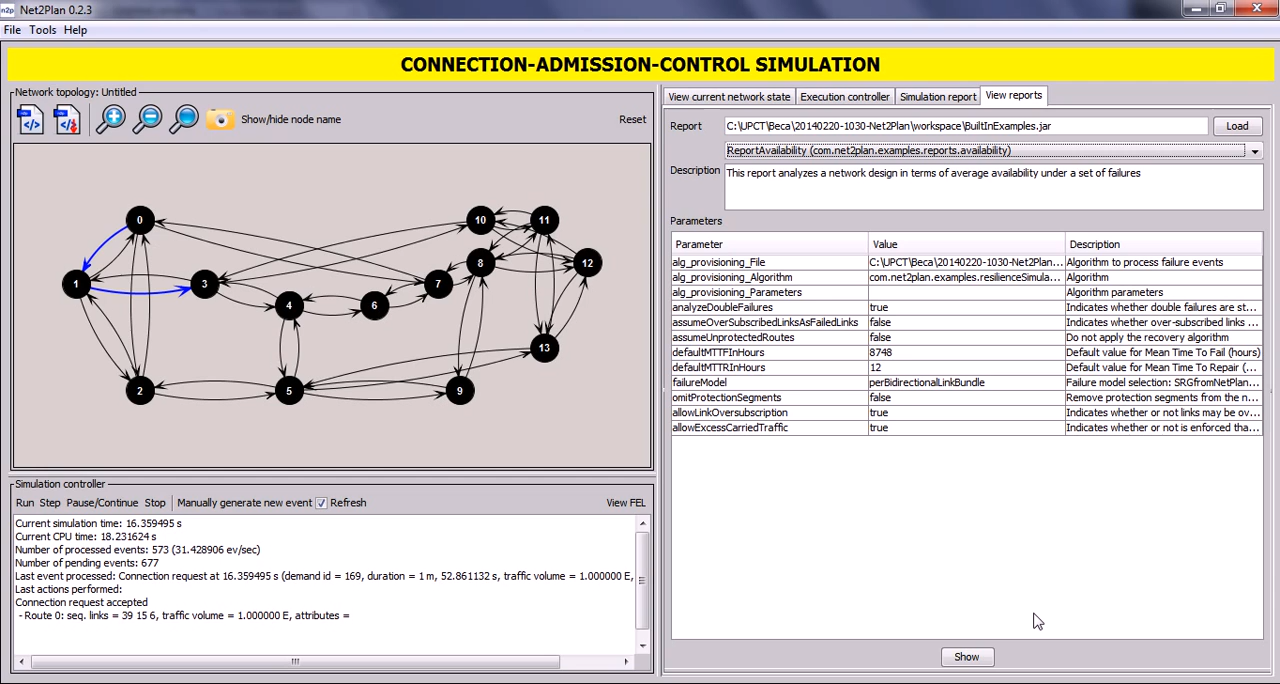 n2p Net2Plan 0.2.3
File Tools Help
CONNECTION-ADMISSION-CONTROL SIMULATION
Network topology: Untitled
Show/hide node name Reset
0
1
2
3
4
5
6
7
8
9
10
11
12
13
Simulation controller
Run Step Pause/Continue Stop Manually generate new event Refresh View FEL
Current simulation time: 16.359495 s
Current CPU time: 18.231624 s
Number of processed events: 573 (31.428906 ev/sec)
Number of pending events: 677
Last event processed: Connection request at 16.359495 s (demand id = 169, duration = 1 m, 52.861132 s, traffic volume = 1.000000 E,
Last actions performed:
Connection request accepted
- Route 0: seq. links = 39 15 6, traffic volume = 1.000000 E, attributes =
View current network state Execution controller Simulation report View reports
Report C:\UPCT\Beca\20140220-1030-Net2Plan\workspace\BuiltInExamples.jar Load
ReportAvailability (com.net2plan.examples.reports.availability)
Description This report analyzes a network design in terms of average availability under a set of failures
Parameters
Parameter Value Description
alg_provisioning_File C:\UPCT\Beca\20140220-1030-Net2Plan... Algorithm to process failure events
alg_provisioning_Algorithm com.net2plan.examples.resilienceSimula... Algorithm
alg_provisioning_Parameters Algorithm parameters
analyzeDoubleFailures true Indicates whether double failures are st...
assumeOverSubscribedLinksAsFailedLinks false Indicates whether over-subscribed links ...
assumeUnprotectedRoutes false Do not apply the recovery algorithm
defaultMTTFInHours 8748 Default value for Mean Time To Fail (hours)
defaultMTTRInHours 12 Default value for Mean Time To Repair (...
failureModel perBidirectionalLinkBundle Failure model selection: SRGfromNetPlan...
omitProtectionSegments false Remove protection segments from the n...
allowLinkOversubscription true Indicates whether or not links may be ov...
allowExcessCarriedTraffic true Indicates whether or not is enforced tha...
Show